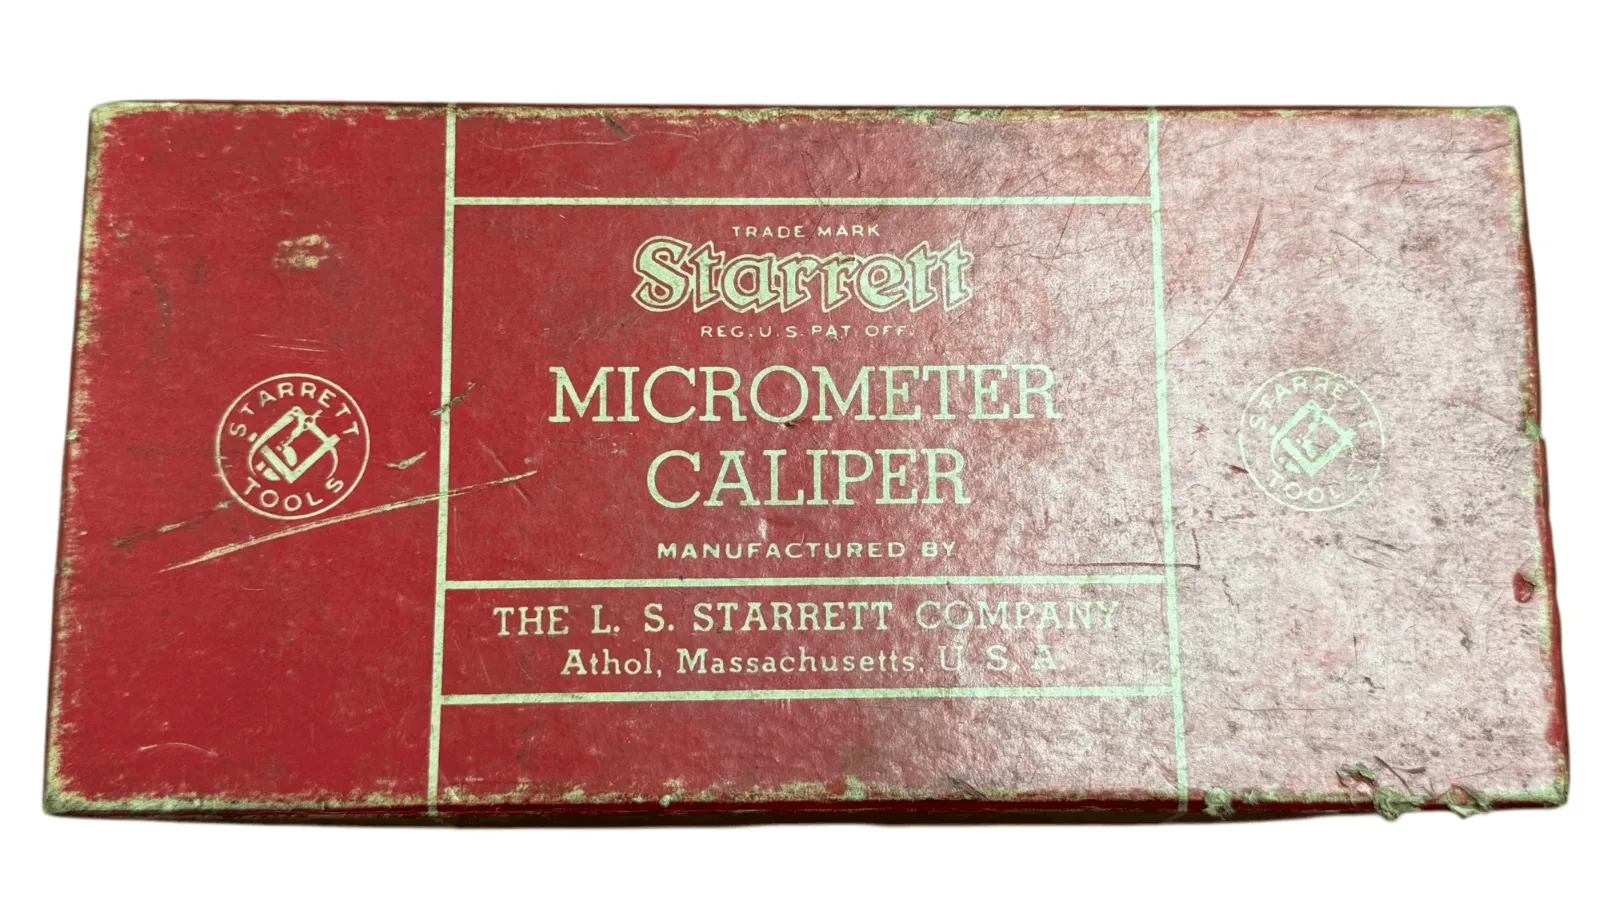 TRADE MARK
Starrett
REG. U.S. PAT. OFF.
MICROMETER
CALIPER
MANUFACTURED BY
THE L. S. STARRETT COMPANY
Athol, Massachusetts, U. S. A.
STARRETT
TOOLS
STARRETT
TOOLS